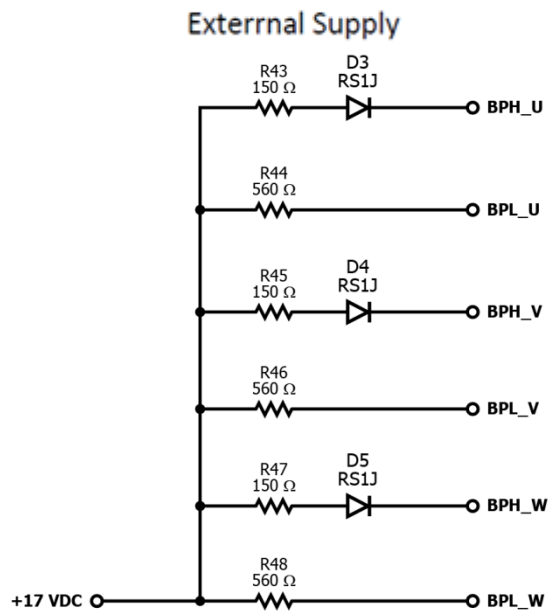 Exterrnal Supply
R43
150 Ω
D3
RS1J
BPH_U
R44
560 Ω
BPL_U
R45
150 Ω
D4
RS1J
BPH_V
R46
560 Ω
BPL_V
R47
150 Ω
D5
RS1J
BPH_W
R48
560 Ω
+17 VDC
BPL_W